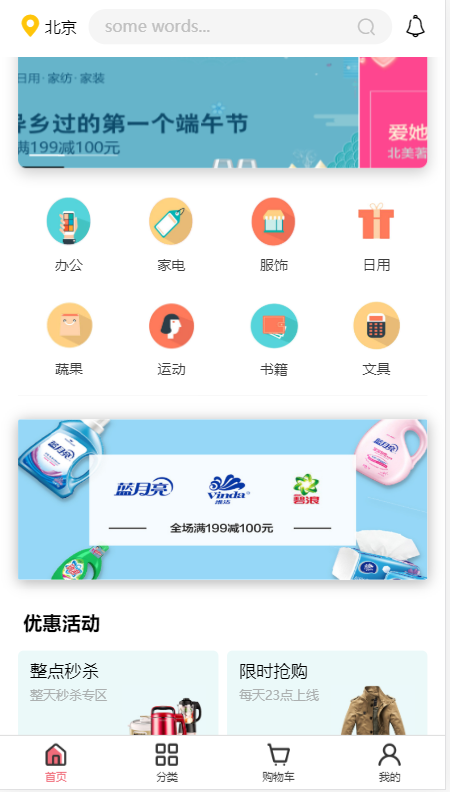 北京
some words...
日用·家纺·家装
乡过的第一个端午节
满199减100元
爱她
北美著
办公
家电
服饰
日用
蔬果
运动
书籍
文具
蓝月亮
Vinda
维达
碧浪
全场满199减100元
优惠活动
整点秒杀
限时抢购
整天秒杀专区
每天23点上线
首页
分类
购物车
我的